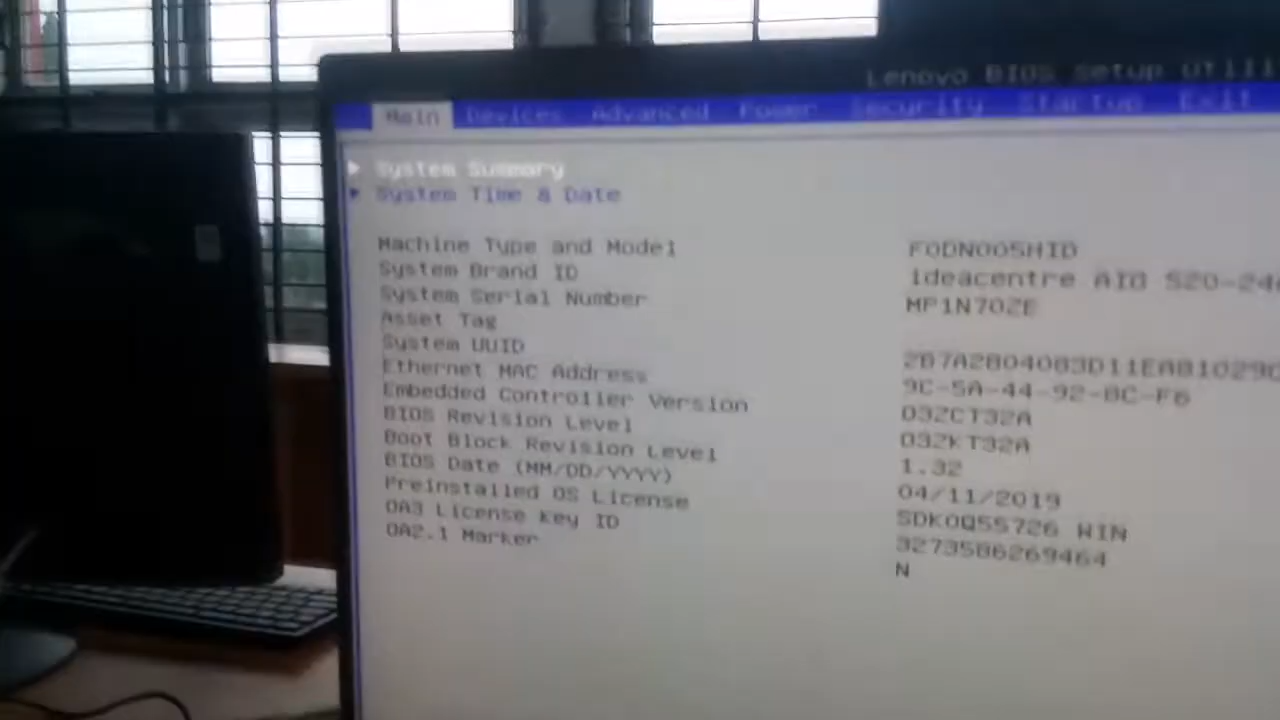 Lenovo BIOS Setup
Main Devices Advanced Power Security Startup Exit
System Summary
System Time & Date
Machine Type and Model F0DN005HID
System Brand ID ideacentre AIO 520-24
System Serial Number MP1N702E
Asset Tag
System UUID
Ethernet MAC Address 9C-5A-44-92-8C-F6
Embedded Controller Version O3ZCT32A
BIOS Revision Level O3ZKT32A
Boot Block Revision Level 1.32
BIOS Date (MM/DD/YYYY) 04/11/2019
Preinstalled OS License SDK0Q55726 WIN
OA3 License Key ID 3273586269464
OA2.1 Marker N